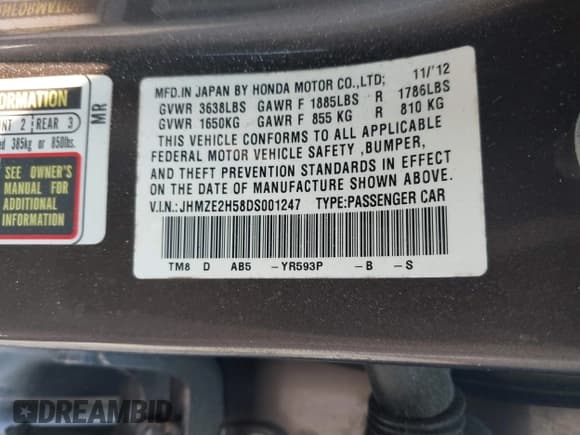 MFD.IN JAPAN BY HONDA MOTOR CO.,LTD; 11/'12
GVWR 3638LBS GAWR F 1885LBS R 1786LBS
GVWR 1650KG GAWR F 855 KG R 810 KG
THIS VEHICLE CONFORMS TO ALL APPLICABLE
FEDERAL MOTOR VEHICLE SAFETY ,BUMPER,
AND THEFT PREVENTION STANDARDS IN EFFECT
ON THE DATE OF MANUFACTURE SHOWN ABOVE.
V.I.N.:JHMZE2H58DS001247 TYPE:PASSENGER CAR
TM8 D AB5 -YR593P -B -S
MR
2 REAR 3
385kg or 850lbs.
SEE OWNER'S
MANUAL FOR
ADDITIONAL
INFORMATION
DREAMBID